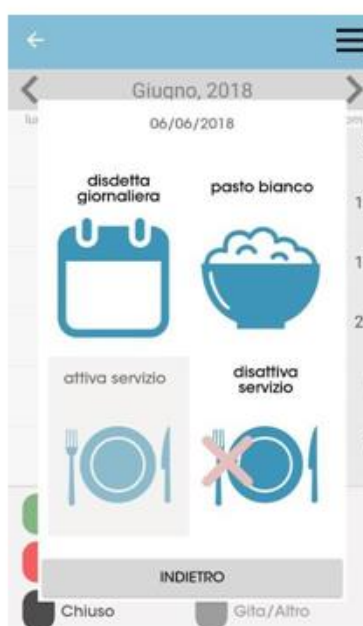 Giugno, 2018
06/06/2018
disdetta
giornaliera
pasto bianco
attiva servizio
disattiva
servizio
INDIETRO
Chiuso
Gita/Altro